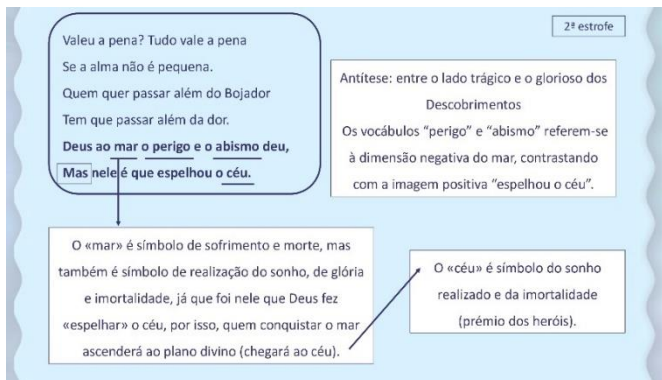 2ª estrofe
Valeu a pena? Tudo vale a pena
Se a alma não é pequena.
Quem quer passar além do Bojador
Tem que passar além da dor.
Deus ao mar o perigo e o abismo deu,
Mas nele é que espelhou o céu.
Antítese: entre o lado trágico e o glorioso dos
Descobrimentos
Os vocábulos “perigo” e “abismo” referem-se
à dimensão negativa do mar, contrastando
com a imagem positiva “espelhou o céu”.
O «mar» é símbolo de sofrimento e morte, mas
também é símbolo de realização do sonho, de glória
e imortalidade, já que foi nele que Deus fez
«espelhar» o céu, por isso, quem conquistar o mar
ascenderá ao plano divino (chegará ao céu).
O «céu» é símbolo do sonho
realizado e da imortalidade
(prémio dos heróis).